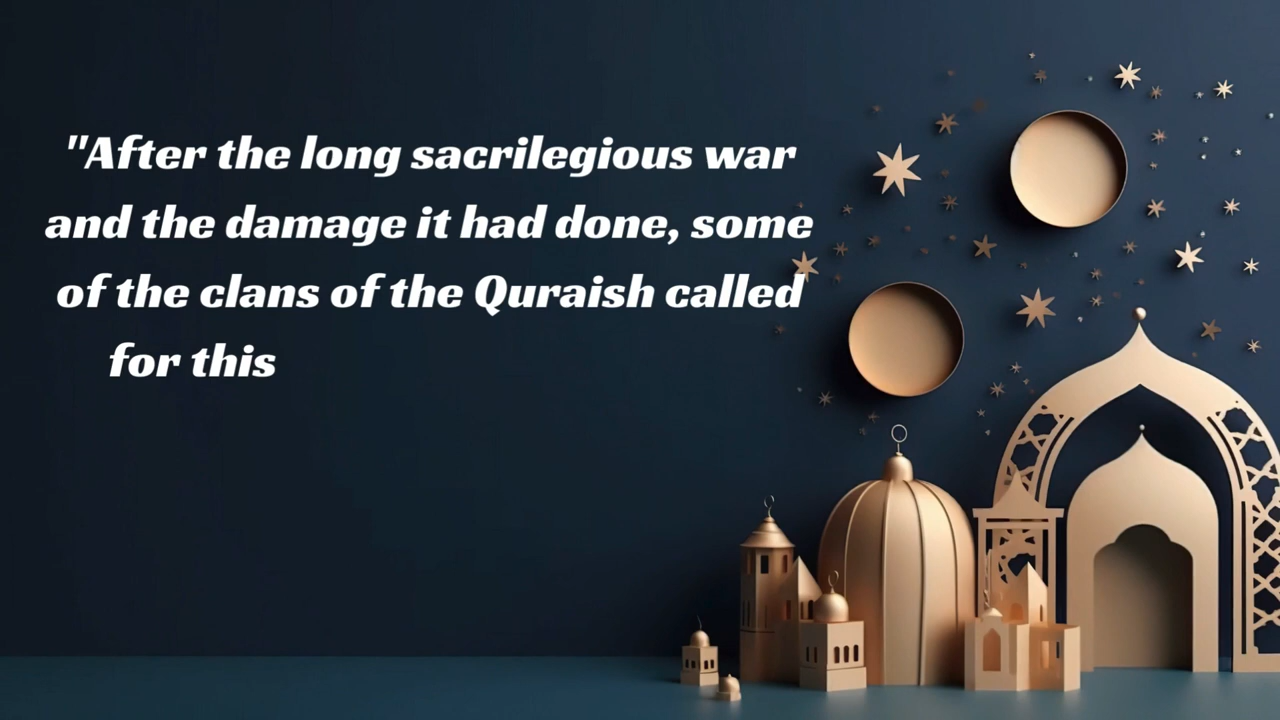 "After the long sacrilegious war
and the damage it had done, some
of the clans of the Quraish called
for this